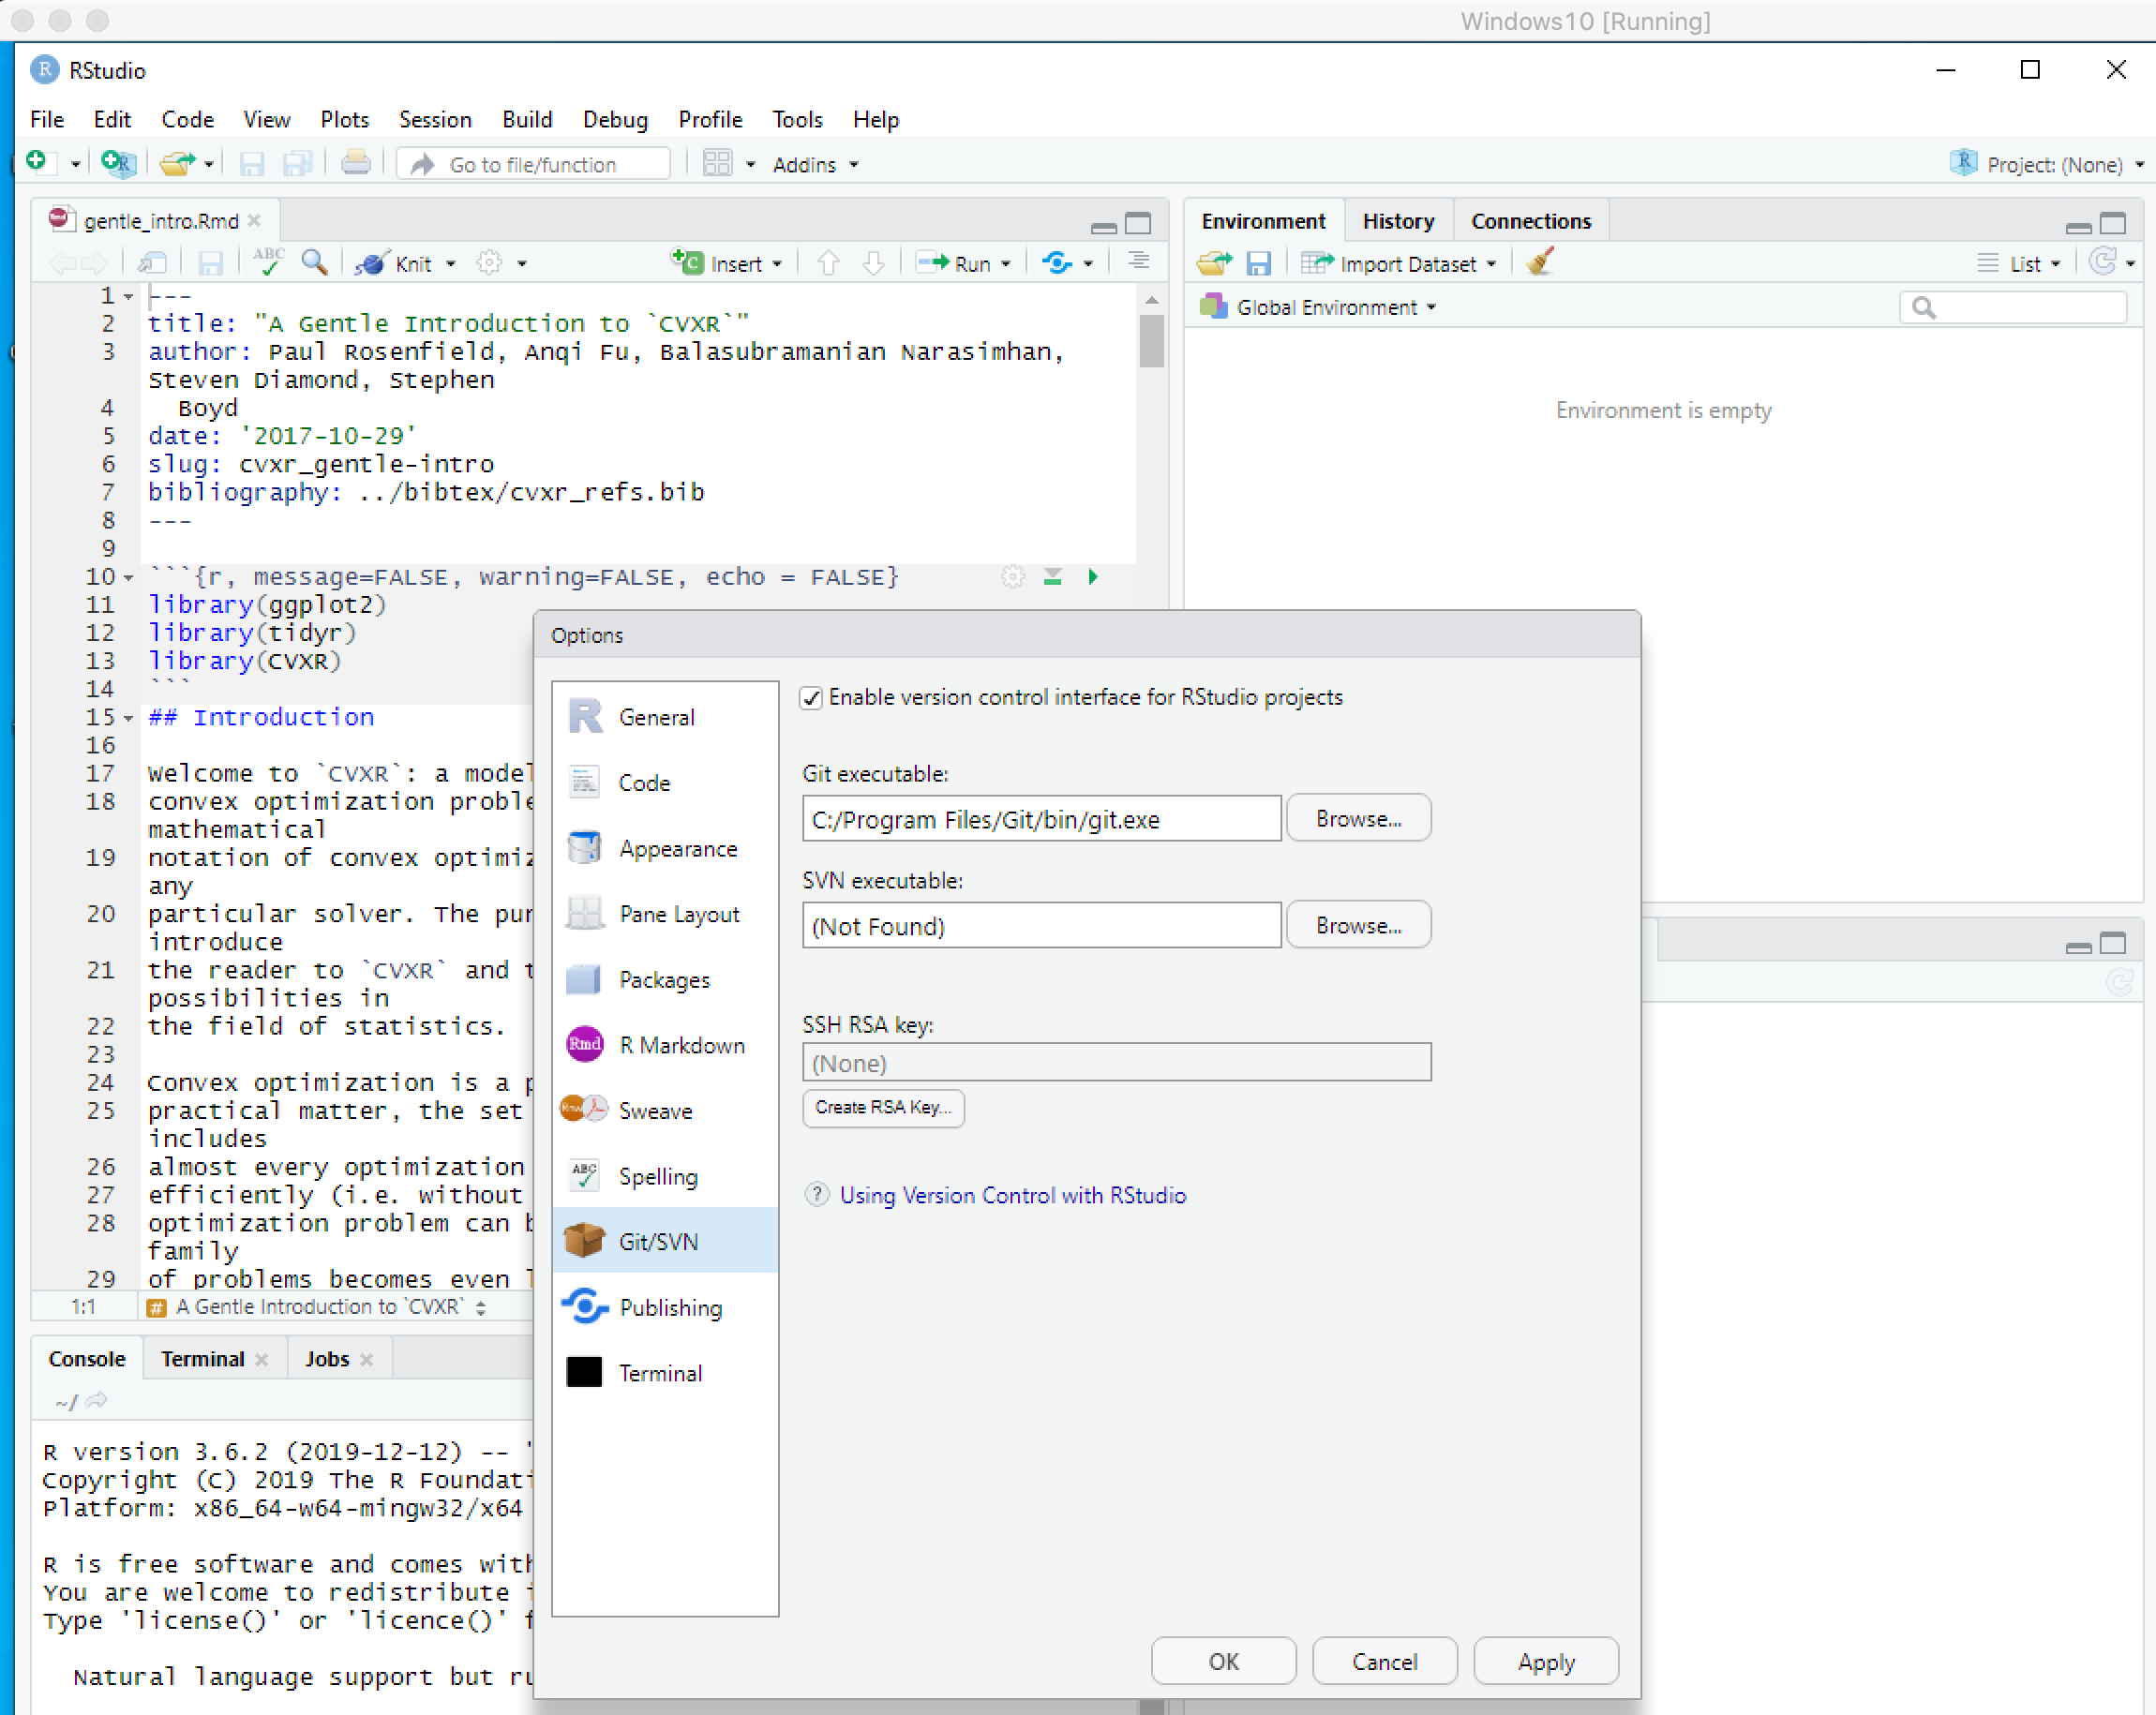 Windows10 [Running]
RStudio
File Edit Code View Plots Session Build Debug Profile Tools Help
Go to file/function Addins Project: (None)
gentle_intro.Rmd
ABC Knit Insert Run
1 ---
2 title: "A Gentle Introduction to `CVXR`"
3 author: Paul Rosenfield, Anqi Fu, Balasubramanian Narasimhan,
Steven Diamond, Stephen
4 Boyd
5 date: '2017-10-29'
6 slug: cvxr_gentle-intro
7 bibliography: ../bibtex/cvxr_refs.bib
8 ---
9
10 ```{r, message=FALSE, warning=FALSE, echo = FALSE}
11 library(ggplot2)
12 library(tidyr)
13 library(CVXR)
14 ```
15 ## Introduction
16
17 Welcome to `CVXR`: a model
18 convex optimization proble
mathematical
19 notation of convex optimiz
any
20 particular solver. The pur
introduce
21 the reader to `CVXR` and t
possibilities in
22 the field of statistics.
23
24 Convex optimization is a p
25 practical matter, the set
includes
26 almost every optimization
27 efficiently (i.e. without
28 optimization problem can b
family
29 of problems becomes even l
1:1 # A Gentle Introduction to `CVXR`
Console Terminal Jobs
~/
R version 3.6.2 (2019-12-12) -- "
Copyright (C) 2019 The R Foundati
Platform: x86_64-w64-mingw32/x64
R is free software and comes with
You are welcome to redistribute i
Type 'license()' or 'licence()' f
Natural language support but ru
Environment History Connections
Import Dataset List
Global Environment
Environment is empty
Options
General
Code
Appearance
Pane Layout
Packages
Rmd R Markdown
Sweave
ABC Spelling
Git/SVN
Publishing
Terminal
Enable version control interface for RStudio projects
Git executable:
C:/Program Files/Git/bin/git.exe Browse...
SVN executable:
(Not Found) Browse...
SSH RSA key:
(None)
Create RSA Key...
? Using Version Control with RStudio
OK Cancel Apply